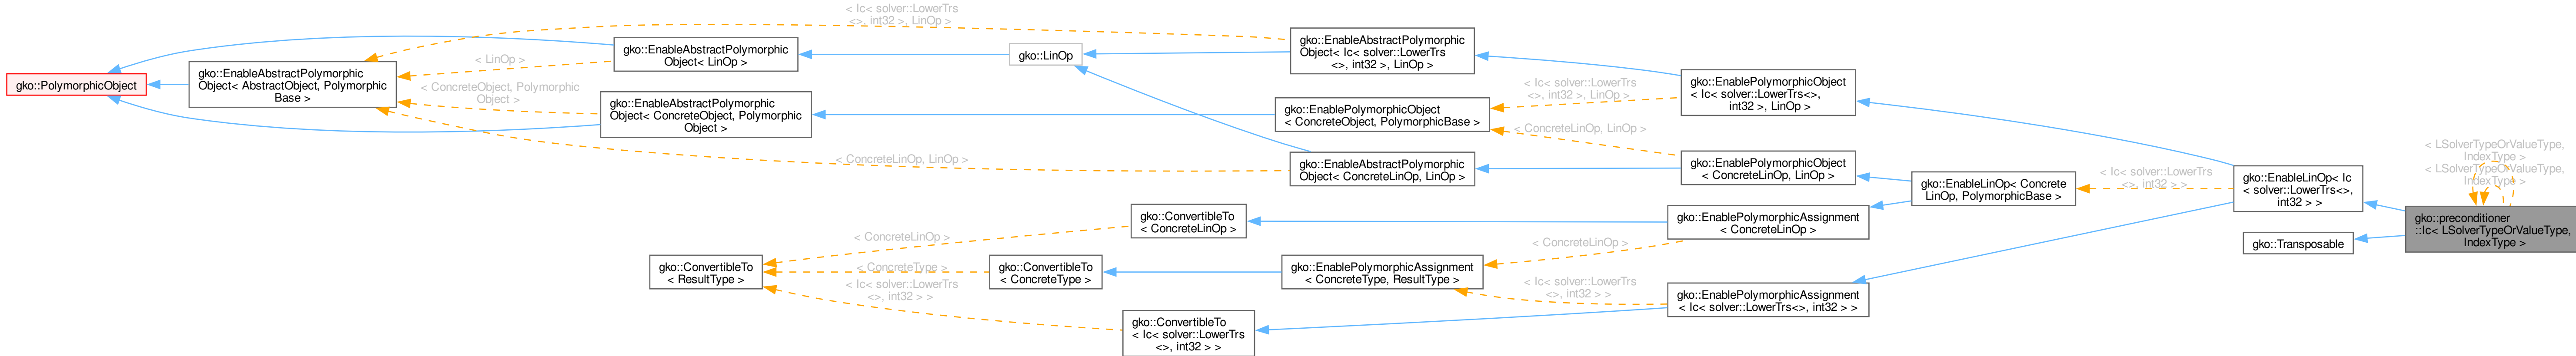 gko::PolymorphicObject
gko::EnableAbstractPolymorphic
Object< AbstractObject, Polymorphic
Base >
< Ic< solver::LowerTrs
<>, int32 >, LinOp >
< LinOp >
< ConcreteObject, Polymorphic
Object >
< ConcreteLinOp, LinOp >
gko::EnableAbstractPolymorphic
Object< LinOp >
gko::EnableAbstractPolymorphic
Object< ConcreteObject, Polymorphic
Object >
gko::ConvertibleTo
< ResultType >
< ConcreteLinOp >
< ConcreteType >
< Ic< solver::LowerTrs
<>, int32 > >
gko::LinOp
gko::ConvertibleTo
< ConcreteLinOp >
gko::ConvertibleTo
< ConcreteType >
gko::ConvertibleTo
< Ic< solver::LowerTrs
<>, int32 > >
gko::EnableAbstractPolymorphic
Object< Ic< solver::LowerTrs
<>, int32 >, LinOp >
gko::EnablePolymorphicObject
< ConcreteObject, PolymorphicBase >
gko::EnableAbstractPolymorphic
Object< ConcreteLinOp, LinOp >
gko::EnablePolymorphicAssignment
< ConcreteType, ResultType >
< Ic< solver::LowerTrs
<>, int32 >, LinOp >
< ConcreteLinOp, LinOp >
< ConcreteLinOp >
< Ic< solver::LowerTrs
<>, int32 > >
gko::EnablePolymorphicObject
< Ic< solver::LowerTrs<>,
int32 >, LinOp >
gko::EnablePolymorphicObject
< ConcreteLinOp, LinOp >
gko::EnablePolymorphicAssignment
< ConcreteLinOp >
gko::EnablePolymorphicAssignment
< Ic< solver::LowerTrs<>, int32 > >
gko::EnableLinOp< Concrete
LinOp, PolymorphicBase >
< Ic< solver::LowerTrs
<>, int32 > >
gko::EnableLinOp< Ic
< solver::LowerTrs<>,
int32 > >
gko::Transposable
< LSolverTypeOrValueType,
IndexType >
< LSolverTypeOrValueType,
IndexType >
gko::preconditioner
::Ic< LSolverTypeOrValueType,
IndexType >